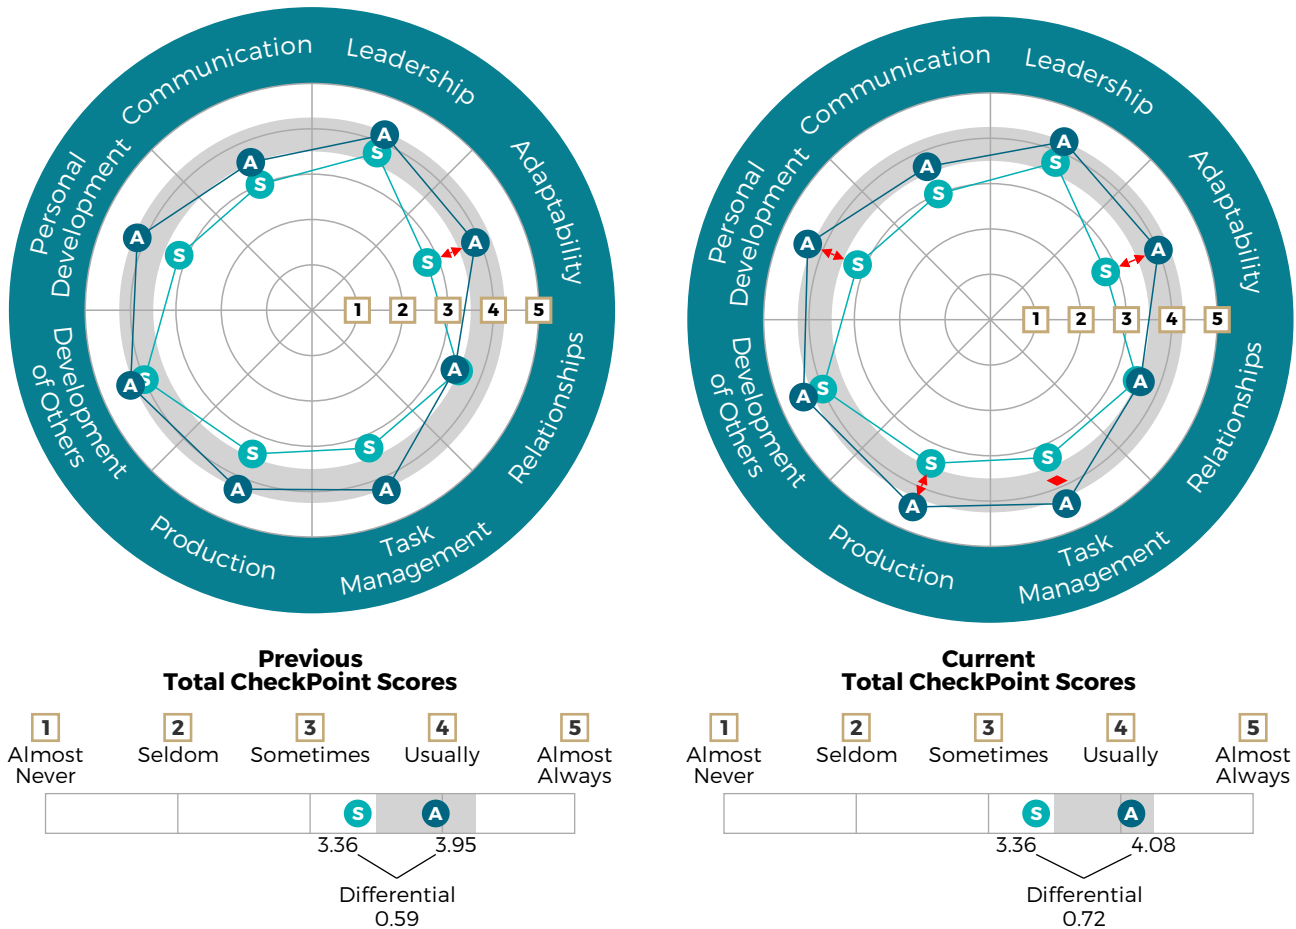 Communication
Leadership
Adaptability
Relationships
Task
Management
Production
Development
of Others
Personal
Development
A
S
A
S
A
S
A
A
S
A
S
A
S
A
S
A
S
1 2 3 4 5
Communication
Leadership
Adaptability
Relationships
Task
Management
Production
Development
of Others
Personal
Development
A
S
A
S
A
S
A
A
S
A
S
A
S
A
S
A
S
1 2 3 4 5
Previous
Total CheckPoint Scores
1 2 3 4 5
Almost
Never
Seldom
Sometimes
Usually
Almost
Always
S A
3.36 3.95
Differential
0.59
Current
Total CheckPoint Scores
1 2 3 4 5
Almost
Never
Seldom
Sometimes
Usually
Almost
Always
S A
3.36 4.08
Differential
0.72